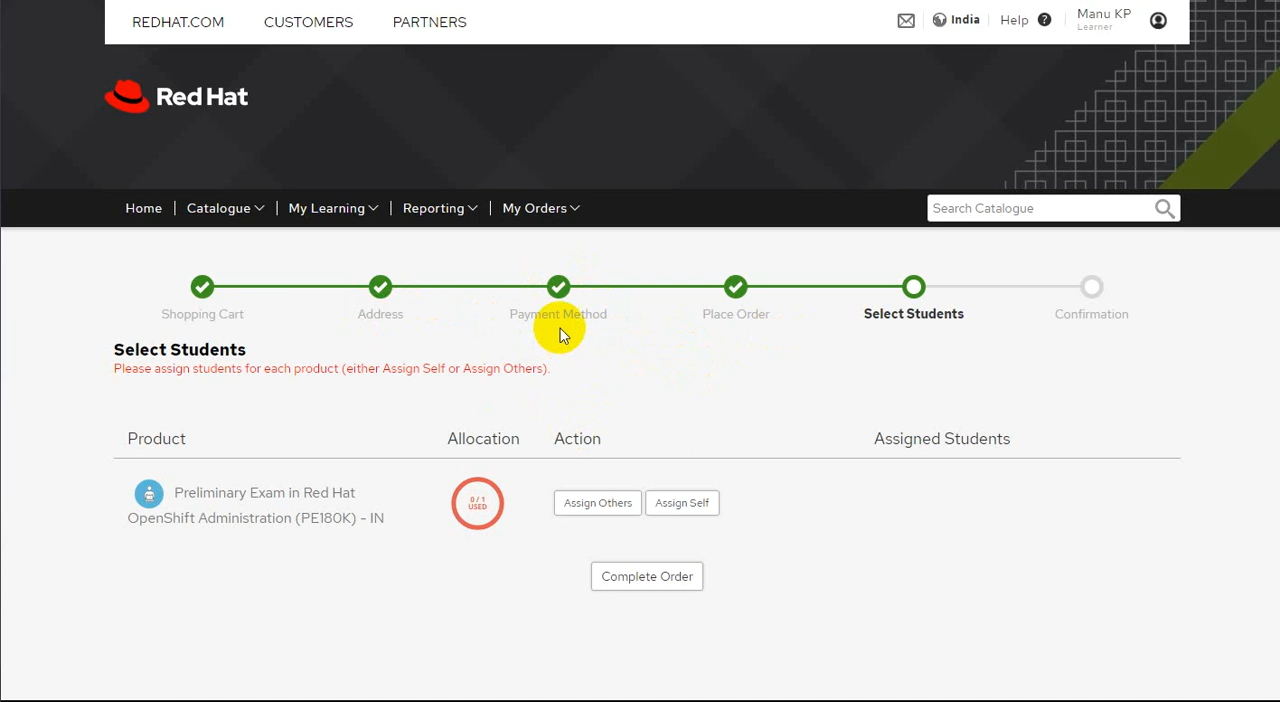 REDHAT.COM CUSTOMERS PARTNERS India Help ? Manu KP
Learner
Red Hat
Home Catalogue My Learning Reporting My Orders Search Catalogue
Shopping Cart Address Payment Method Place Order Select Students Confirmation
Select Students
Please assign students for each product (either Assign Self or Assign Others).
Product Allocation Action Assigned Students
Preliminary Exam in Red Hat
OpenShift Administration (PE180K) - IN
0 / 1
USED
Assign Others Assign Self
Complete Order